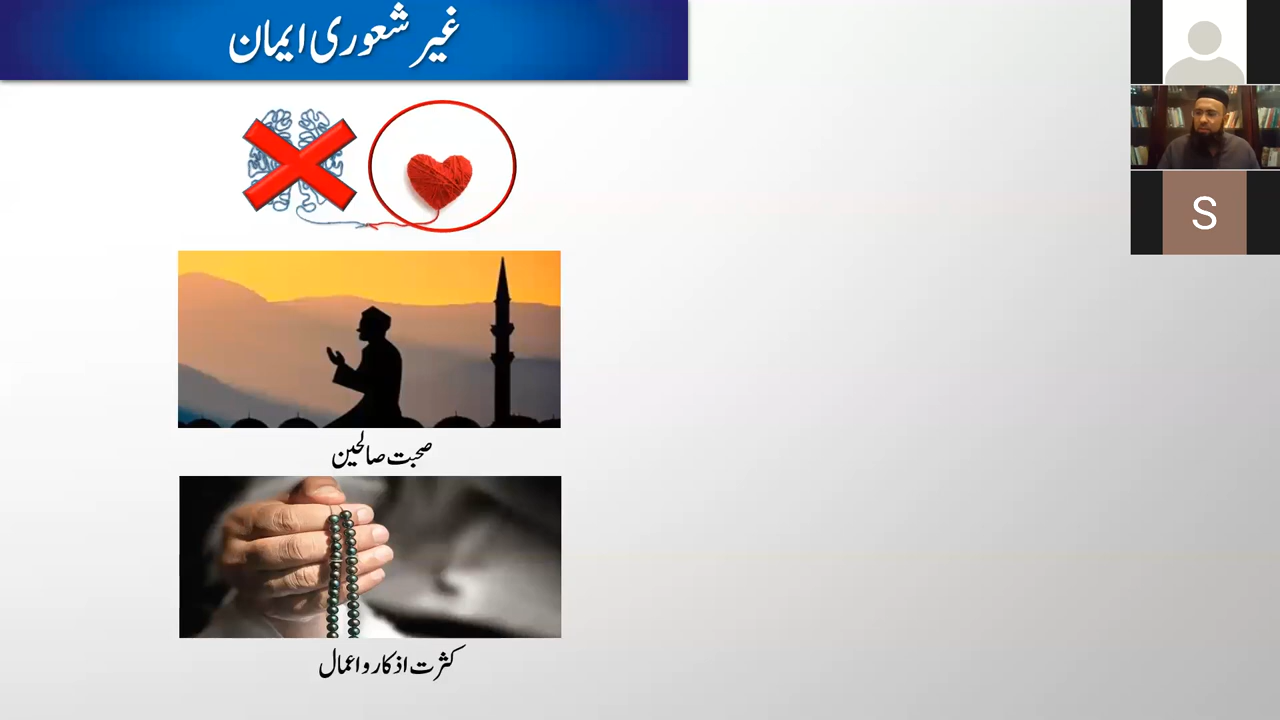 غیر شعوری ایمان
صحبت صالحین
کثرت اذکار و اعمال
S